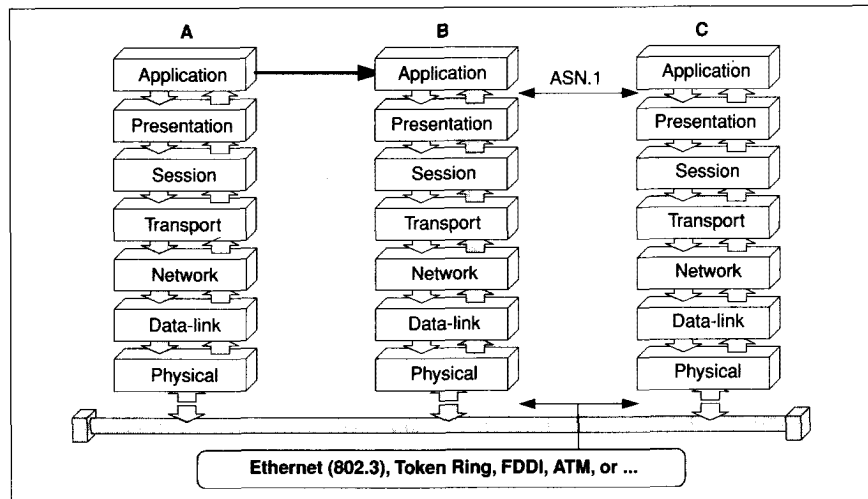 A B C
Application Application ASN.1 Application
Presentation Presentation Presentation
Session Session Session
Transport Transport Transport
Network Network Network
Data-link Data-link Data-link
Physical Physical Physical
Ethernet (802.3), Token Ring, FDDI, ATM, or ...